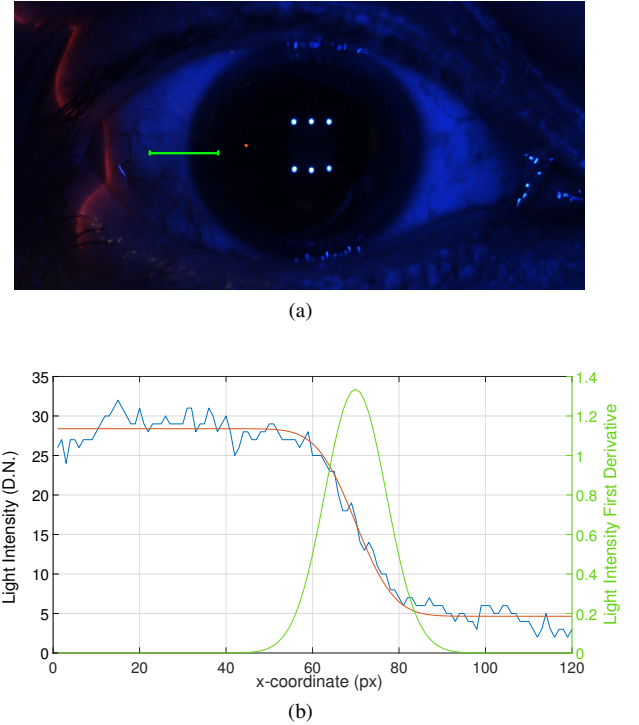 (a)
35
30
25
20
15
10
5
0
Light Intensity (D.N.)
1.4
1.2
1
0.8
0.6
0.4
0.2
0
Light Intensity First Derivative
0 20 40 60 80 100 120
x-coordinate (px)
(b)